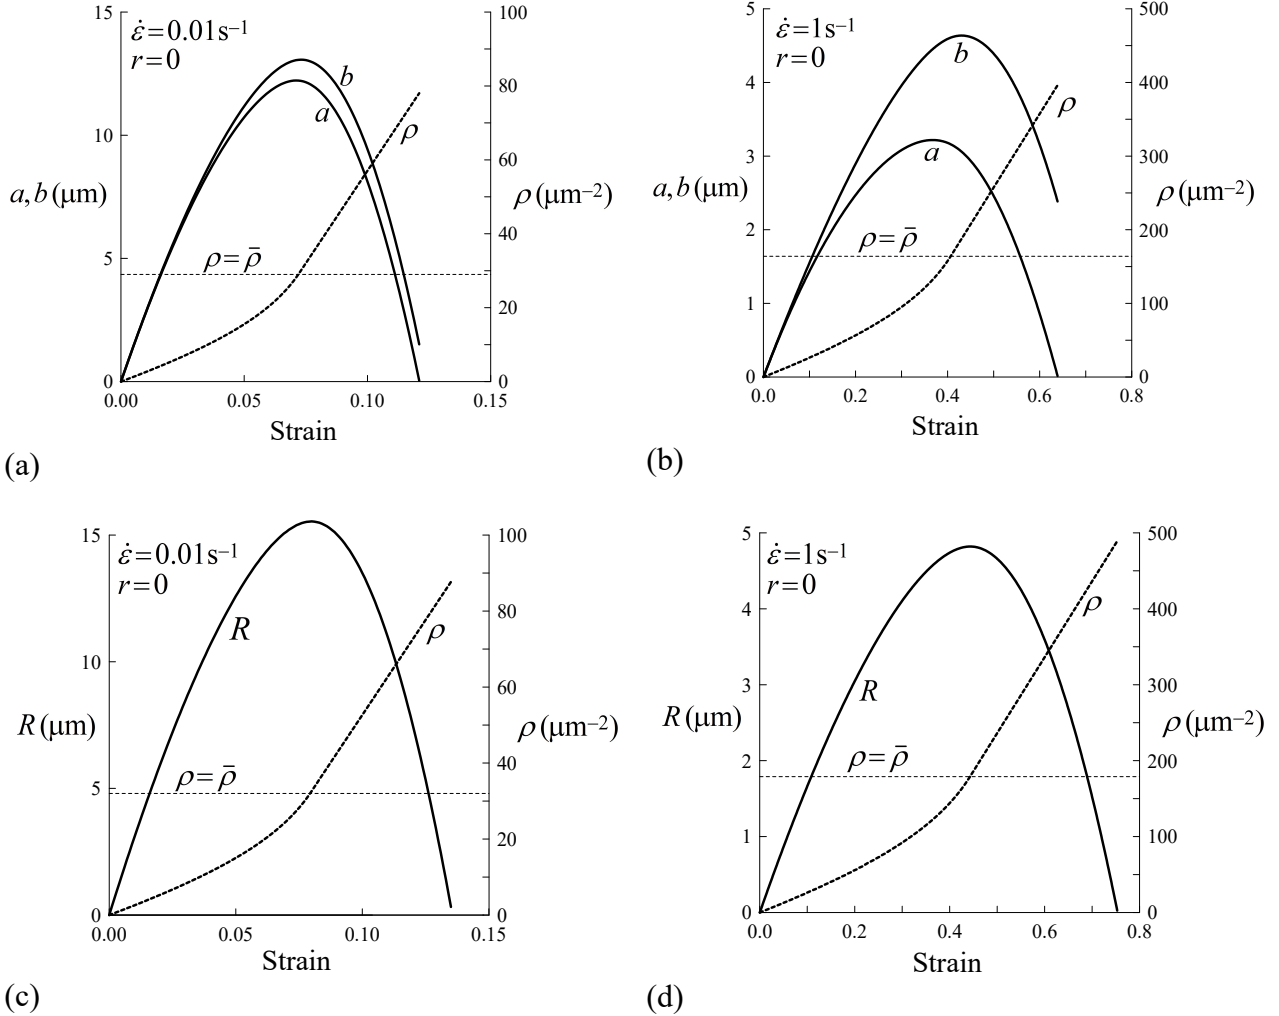 ε̇=0.01s–1
r=0
15
10
5
0
100
80
60
40
20
0
b
a
ρ
a,b(μm)
ρ(μm–2)
ρ=ρ̄
0.00
0.05
0.10
0.15
Strain
(a)
ε̇=1s–1
r=0
5
4
3
2
1
0
500
400
300
200
100
0
b
a
ρ
a,b(μm)
ρ(μm–2)
ρ=ρ̄
0.0
0.2
0.4
0.6
0.8
Strain
(b)
ε̇=0.01s–1
r=0
15
10
5
0
100
80
60
40
20
0
R
ρ
R(μm)
ρ(μm–2)
ρ=ρ̄
0.00
0.05
0.10
0.15
Strain
(c)
ε̇=1s–1
r=0
5
4
3
2
1
0
500
400
300
200
100
0
R
ρ
R(μm)
ρ(μm–2)
ρ=ρ̄
0.0
0.2
0.4
0.6
0.8
Strain
(d)